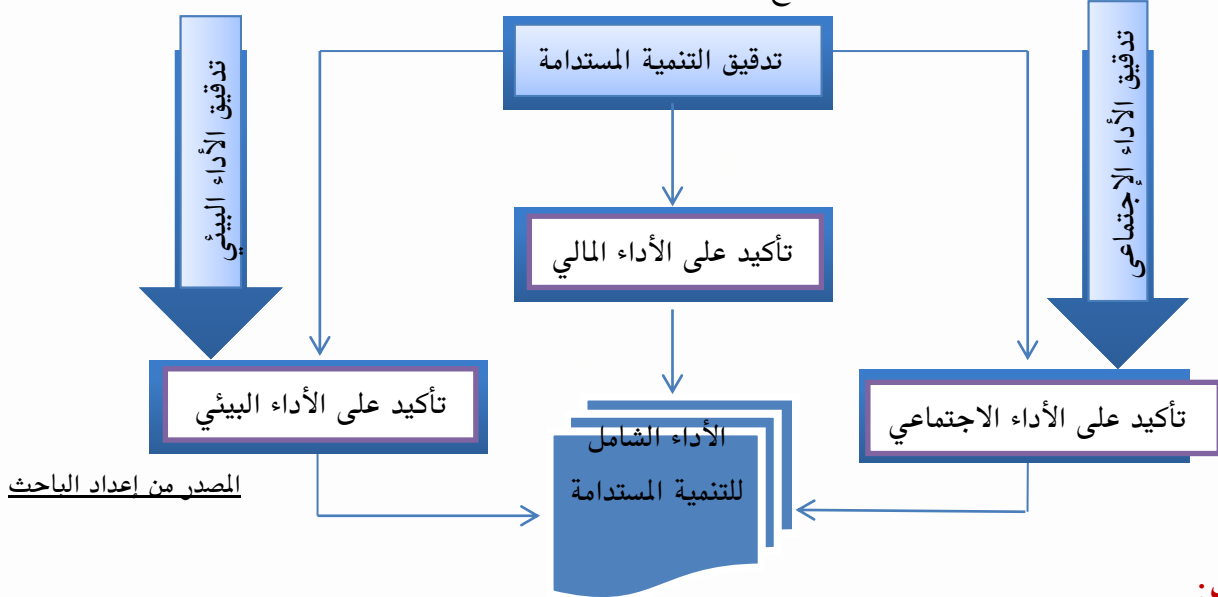 تدقيق التنمية المستدامة
تدقيق الأداء الإجتماعي
تدقيق الأداء البيئي
تأكيد على الأداء المالي
تأكيد على الأداء الاجتماعي
تأكيد على الأداء البيئي
الأداء الشامل
للتنمية المستدامة
المصدر من إعداد الباحث